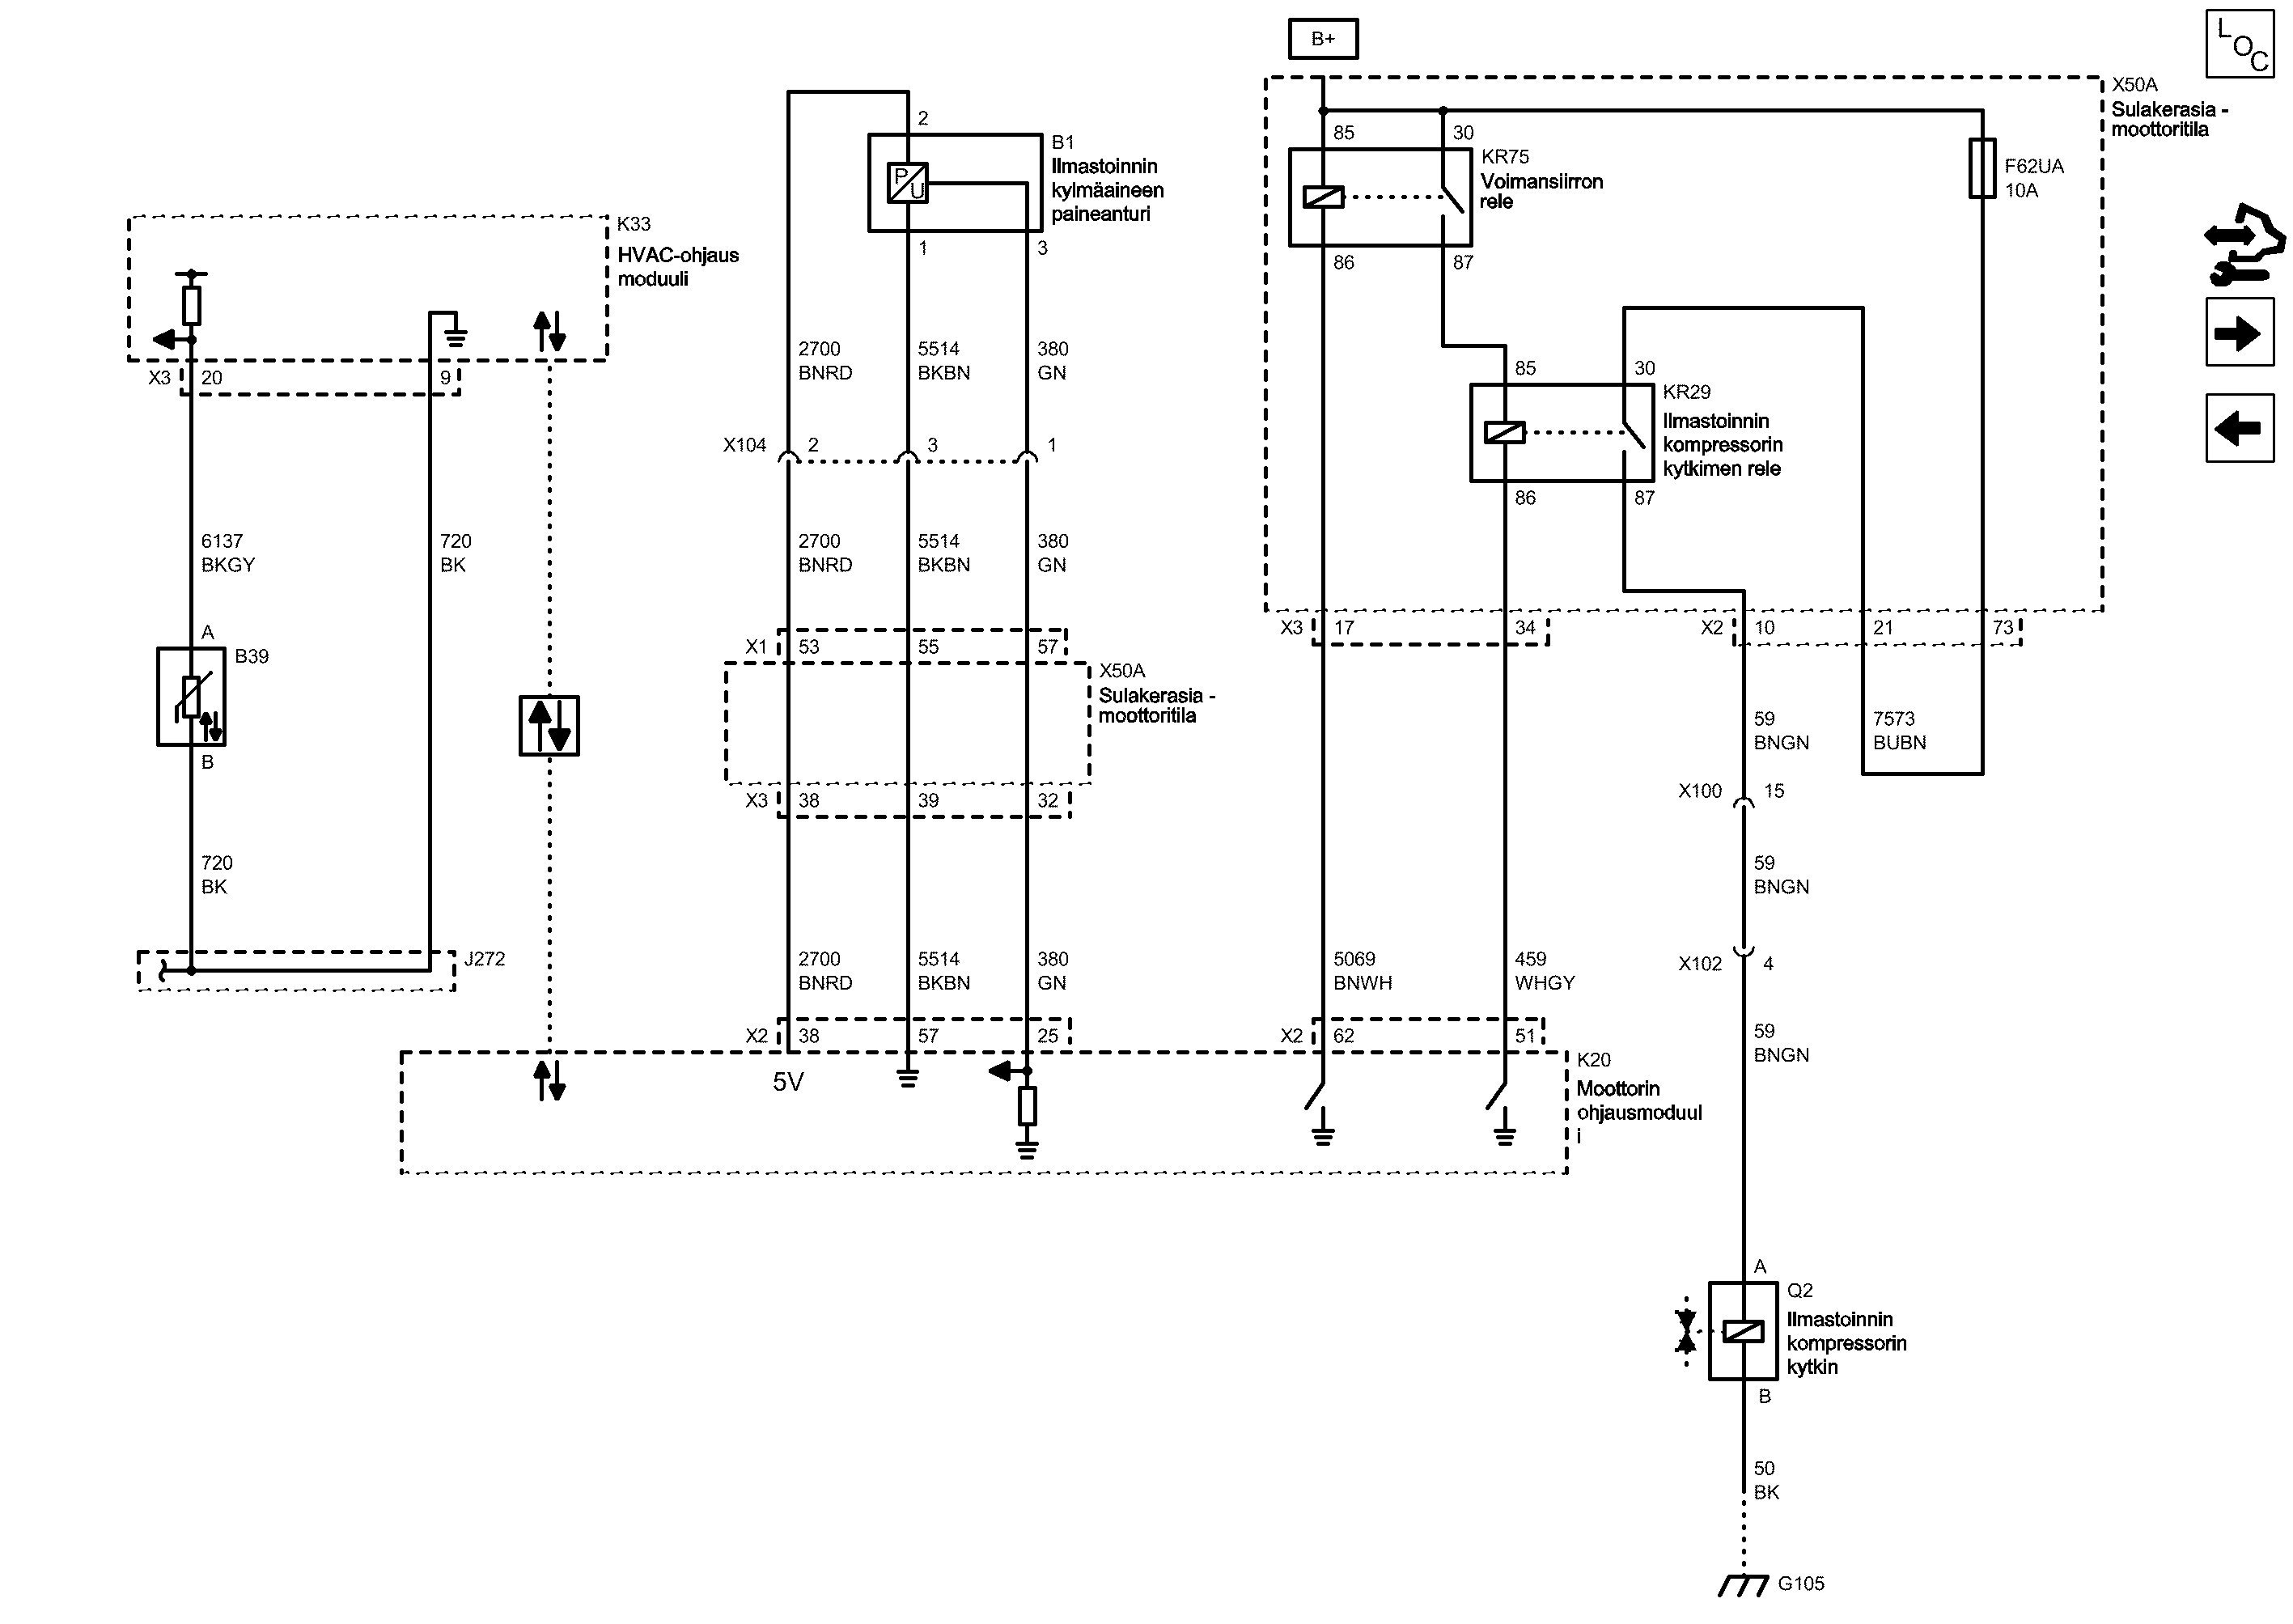 B+
L
O
C
X50A
Sulakerasia -
moottoritila
2
85
30
B1
Ilmastoinnin
kylmäaineen
paineanturi
P
U
KR75
Voimansiirron
rele
F62UA
10A
K33
HVAC-ohjaus
moduuli
1
3
86
87
X3
20
9
2700
BNRD
5514
BKBN
380
GN
85
30
KR29
Ilmastoinnin
kompressorin
kytkimen rele
X104
2
3
1
86
87
6137
BKGY
720
BK
2700
BNRD
5514
BKBN
380
GN
A
B39
B
X1
53
55
57
X50A
Sulakerasia -
moottoritila
X3
17
34
X2
10
21
73
59
BNGN
7573
BUBN
X3
38
39
32
X100
15
720
BK
59
BNGN
J272
2700
BNRD
5514
BKBN
380
GN
5069
BNWH
459
WHGY
X102
4
X2
38
57
25
X2
62
51
59
BNGN
5V
K20
Moottorin
ohjausmoduul
i
A
Q2
Ilmastoinnin
kompressorin
kytkin
B
50
BK
G105